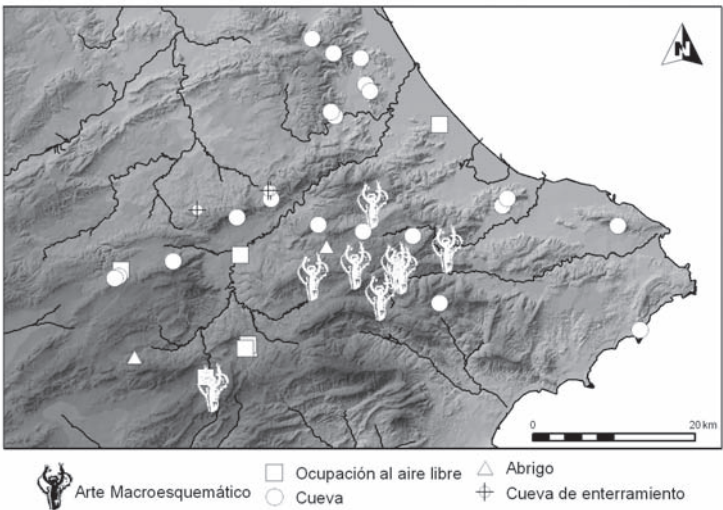 N
0 20 km
Arte Macroesquemático
Ocupación al aire libre
Cueva
Abrigo
Cueva de enterramiento